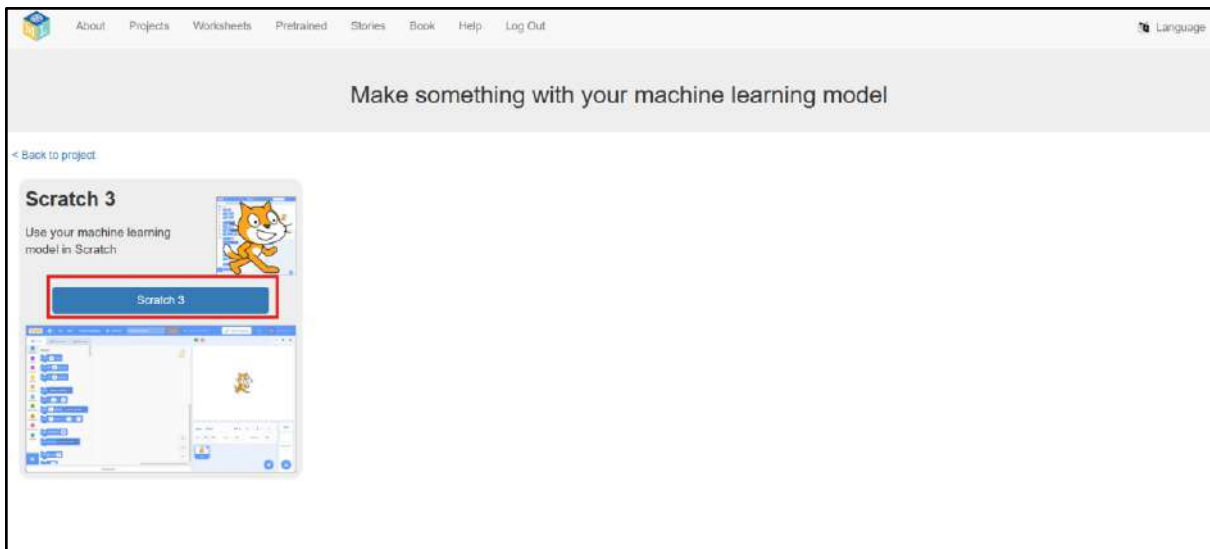 About Projects Worksheets Pretrained Stories Book Help Log Out Language
Make something with your machine learning model
< Back to project
Scratch 3
Use your machine learning
model in Scratch
Scratch 3